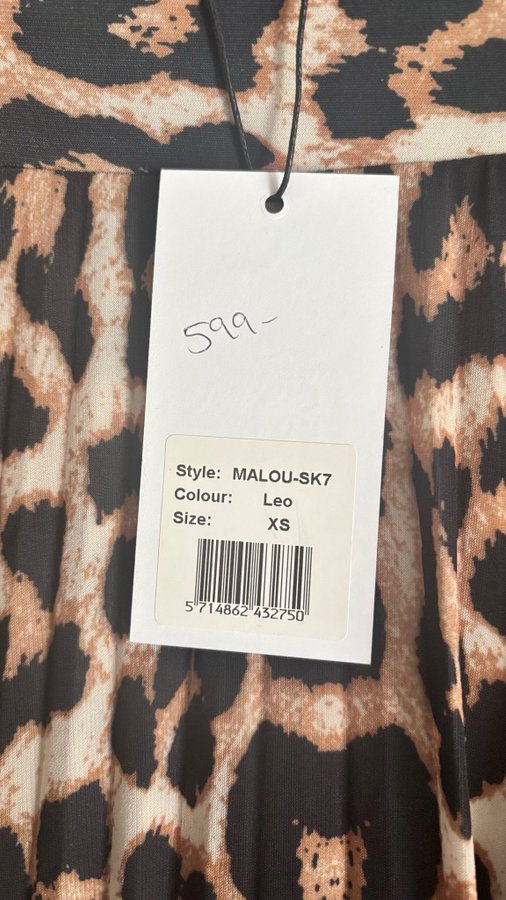 599-
Style: MALOU-SK7
Colour: Leo
Size: XS
5 714862 432750